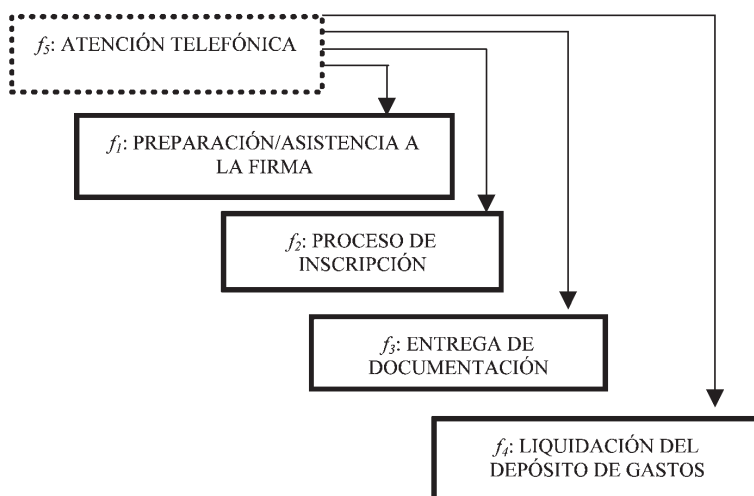 f5: ATENCIÓN TELEFÓNICA
f1: PREPARACIÓN/ASISTENCIA A
LA FIRMA
f2: PROCESO DE
INSCRIPCIÓN
f3: ENTREGA DE
DOCUMENTACIÓN
f4: LIQUIDACIÓN DEL
DEPÓSITO DE GASTOS